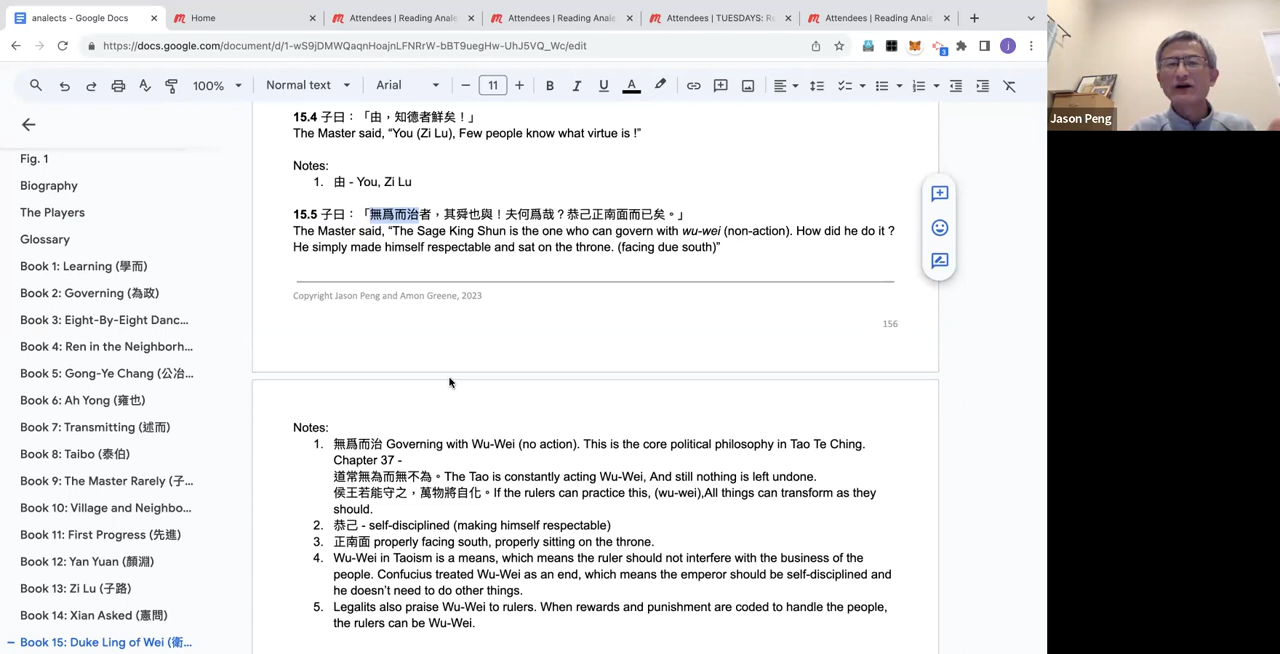 analects - Google Docs
Home
Attendees | Reading Anale
Attendees | Reading Anale
Attendees | TUESDAYS: Re
Attendees | Reading Anale
https://docs.google.com/document/d/1-wS9jDMWQaqnHoajnLFNRrW-bBT9uegHw-UhJ5VQ_Wc/edit
3
j
100%
Normal text
Arial
11
B
I
U
A
Fig. 1
Biography
The Players
Glossary
Book 1: Learning (學而)
Book 2: Governing (為政)
Book 3: Eight-By-Eight Danc...
Book 4: Ren in the Neighborh...
Book 5: Gong-Ye Chang (公冶...
Book 6: Ah Yong (雍也)
Book 7: Transmitting (述而)
Book 8: Taibo (泰伯)
Book 9: The Master Rarely (子...
Book 10: Village and Neighbo...
Book 11: First Progress (先進)
Book 12: Yan Yuan (顏淵)
Book 13: Zi Lu (子路)
Book 14: Xian Asked (憲問)
Book 15: Duke Ling of Wei (衛...
15.4 子曰：「由，知德者鮮矣！」
The Master said, “You (Zi Lu), Few people know what virtue is !”
Notes:
1. 由 - You, Zi Lu
15.5 子曰：「無爲而治者，其舜也與！夫何爲哉？恭己正南面而已矣。」
The Master said, “The Sage King Shun is the one who can govern with wu-wei (non-action). How did he do it ?
He simply made himself respectable and sat on the throne. (facing due south)”
Copyright Jason Peng and Amon Greene, 2023
156
Notes:
1. 無爲而治 Governing with Wu-Wei (no action). This is the core political philosophy in Tao Te Ching.
Chapter 37 -
道常無為而無不為。The Tao is constantly acting Wu-Wei, And still nothing is left undone.
侯王若能守之，萬物將自化。If the rulers can practice this, (wu-wei),All things can transform as they
should.
2. 恭己 - self-disciplined (making himself respectable)
3. 正南面 properly facing south, properly sitting on the throne.
4. Wu-Wei in Taoism is a means, which means the ruler should not interfere with the business of the
people. Confucius treated Wu-Wei as an end, which means the emperor should be self-disciplined and
he doesn’t need to do other things.
5. Legalits also praise Wu-Wei to rulers. When rewards and punishment are coded to handle the people,
the rulers can be Wu-Wei.
Jason Peng